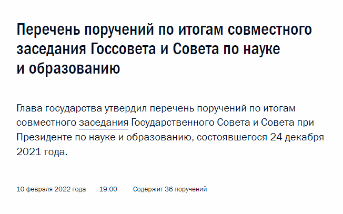 Перечень поручений по итогам совместного
заседания Госсовета и Совета по науке
и образованию
Глава государства утвердил перечень поручений по итогам
совместного заседания Государственного Совета и Совета при
Президенте по науке и образованию, состоявшегося 24 декабря
2021 года.
10 февраля 2022 года 19:00 Содержит 36 поручений